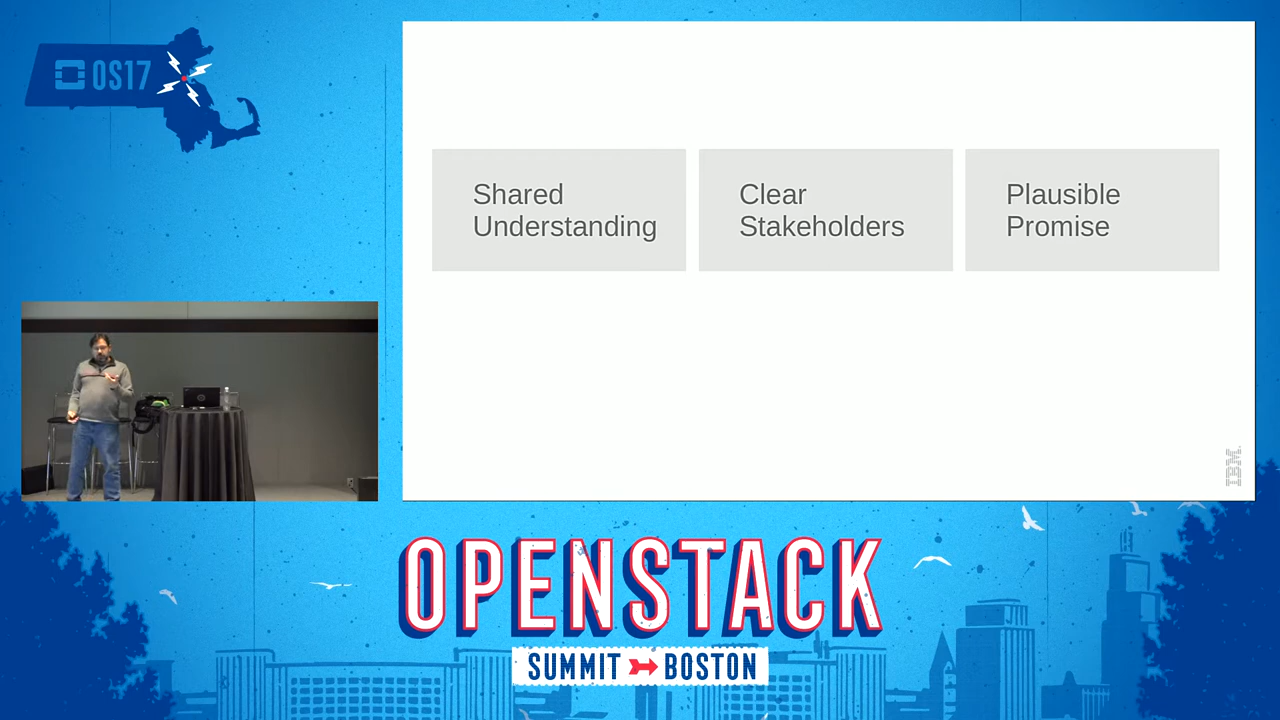 OS17
Shared
Understanding
Clear
Stakeholders
Plausible
Promise
IBM
OPENSTACK
SUMMIT BOSTON